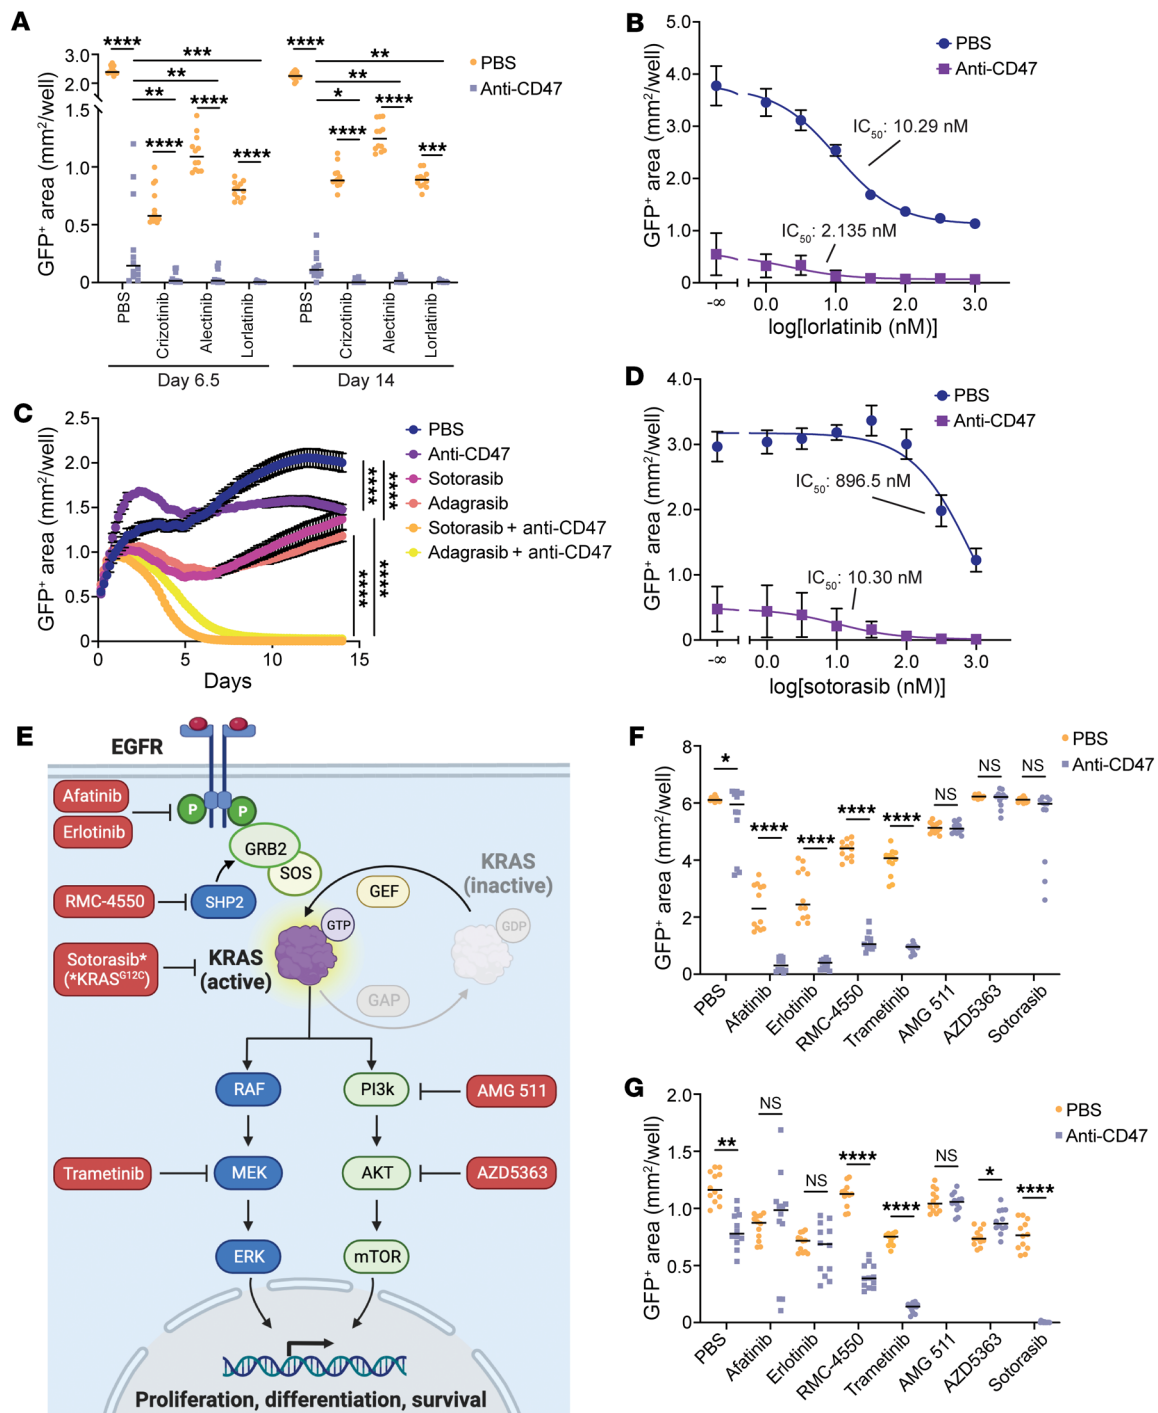 A
GFP+ area (mm2/well)
3.0
2.0
1.5
1.0
0.5
0
****
***
**
**
****
****
****
****
**
**
*
****
****
***
PBS
Anti-CD47
PBS
Crizotinib
Alectinib
Lorlatinib
PBS
Crizotinib
Alectinib
Lorlatinib
Day 6.5
Day 14
B
GFP+ area (mm2/well)
5.0
4.0
3.0
2.0
1.0
0
PBS
Anti-CD47
IC50: 10.29 nM
IC50: 2.135 nM
-∞ 0.0 1.0 2.0 3.0
log[lorlatinib (nM)]
C
GFP+ area (mm2/well)
2.5
2.0
1.5
1.0
0.5
0
0 5 10 15
Days
PBS
Anti-CD47
Sotorasib
Adagrasib
Sotorasib + anti-CD47
Adagrasib + anti-CD47
****
****
****
****
D
GFP+ area (mm2/well)
4.0
3.0
2.0
1.0
0
PBS
Anti-CD47
IC50: 896.5 nM
IC50: 10.30 nM
-∞ 0.0 1.0 2.0 3.0
log[sotorasib (nM)]
E
EGFR
Afatinib
Erlotinib
P
P
GRB2
SOS
RMC-4550
SHP2
GEF
KRAS
(inactive)
GTP
GDP
Sotorasib*
(*KRASG12C)
KRAS
(active)
GAP
RAF
PI3k
AMG 511
Trametinib
MEK
AKT
AZD5363
ERK
mTOR
Proliferation, differentiation, survival
F
GFP+ area (mm2/well)
8
6
4
2
0
PBS
Anti-CD47
*
****
****
****
****
NS
NS
NS
PBS
Afatinib
Erlotinib
RMC-4550
Trametinib
AMG 511
AZD5363
Sotorasib
G
GFP+ area (mm2/well)
2.0
1.5
1.0
0.5
0
PBS
Anti-CD47
**
NS
NS
****
****
NS
*
****
PBS
Afatinib
Erlotinib
RMC-4550
Trametinib
AMG 511
AZD5363
Sotorasib